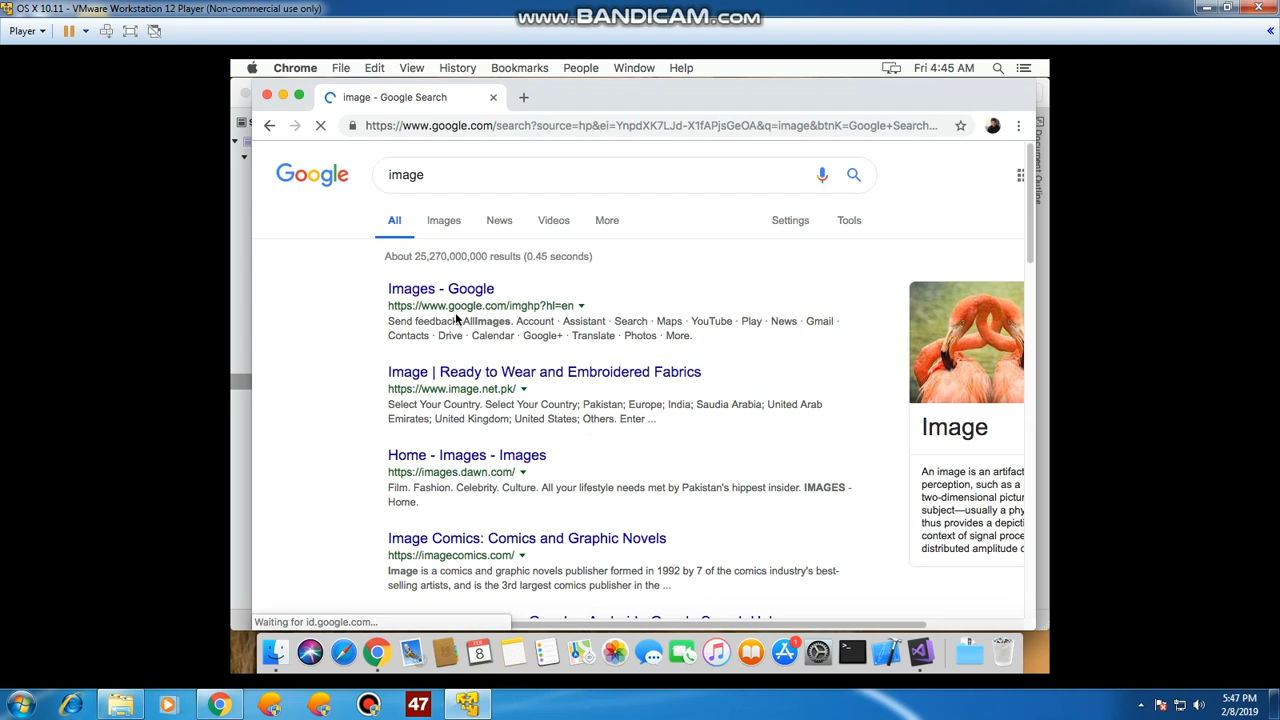 OS X 10.11 - VMware Workstation 12 Player (Non-commercial use only)
www.BANDICAM.com
Player
Chrome File Edit View History Bookmarks People Window Help
Fri 4:45 AM
image - Google Search
https://www.google.com/search?source=hp&ei=YnpdXK7LJd-X1fAPjsGeOA&q=image&btnK=Google+Search...
Document Outline
Google
image
All Images News Videos More Settings Tools
About 25,270,000,000 results (0.45 seconds)
Images - Google
https://www.google.com/imghp?hl=en
Send feedback. AllImages. Account · Assistant · Search · Maps · YouTube · Play · News · Gmail ·
Contacts · Drive · Calendar · Google+ · Translate · Photos · More.
Image | Ready to Wear and Embroidered Fabrics
https://www.image.net.pk/
Select Your Country. Select Your Country; Pakistan; Europe; India; Saudia Arabia; United Arab
Emirates; United Kingdom; United States; Others. Enter ...
Home - Images - Images
https://images.dawn.com/
Film. Fashion. Celebrity. Culture. All your lifestyle needs met by Pakistan's hippest insider. IMAGES -
Home.
Image Comics: Comics and Graphic Novels
https://imagecomics.com/
Image is a comics and graphic novels publisher formed in 1992 by 7 of the comics industry's best-
selling artists, and is the 3rd largest comics publisher in the ...
Image
An image is an artifact
perception, such as a
two-dimensional pictur
subject—usually a phy
thus provides a depict
context of signal proce
distributed amplitude c
Waiting for id.google.com...
FEB
8
1
47
5:47 PM
2/8/2019